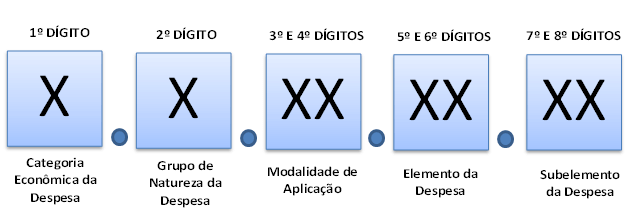 1º DÍGITO
2º DÍGITO
3º E 4º DÍGITOS
5º E 6º DÍGITOS
7º E 8º DÍGITOS
X
X
XX
XX
XX
Categoria
Econômica da
Despesa
Grupo de
Natureza da
Despesa
Modalidade de
Aplicação
Elemento da
Despesa
Subelemento
da Despesa